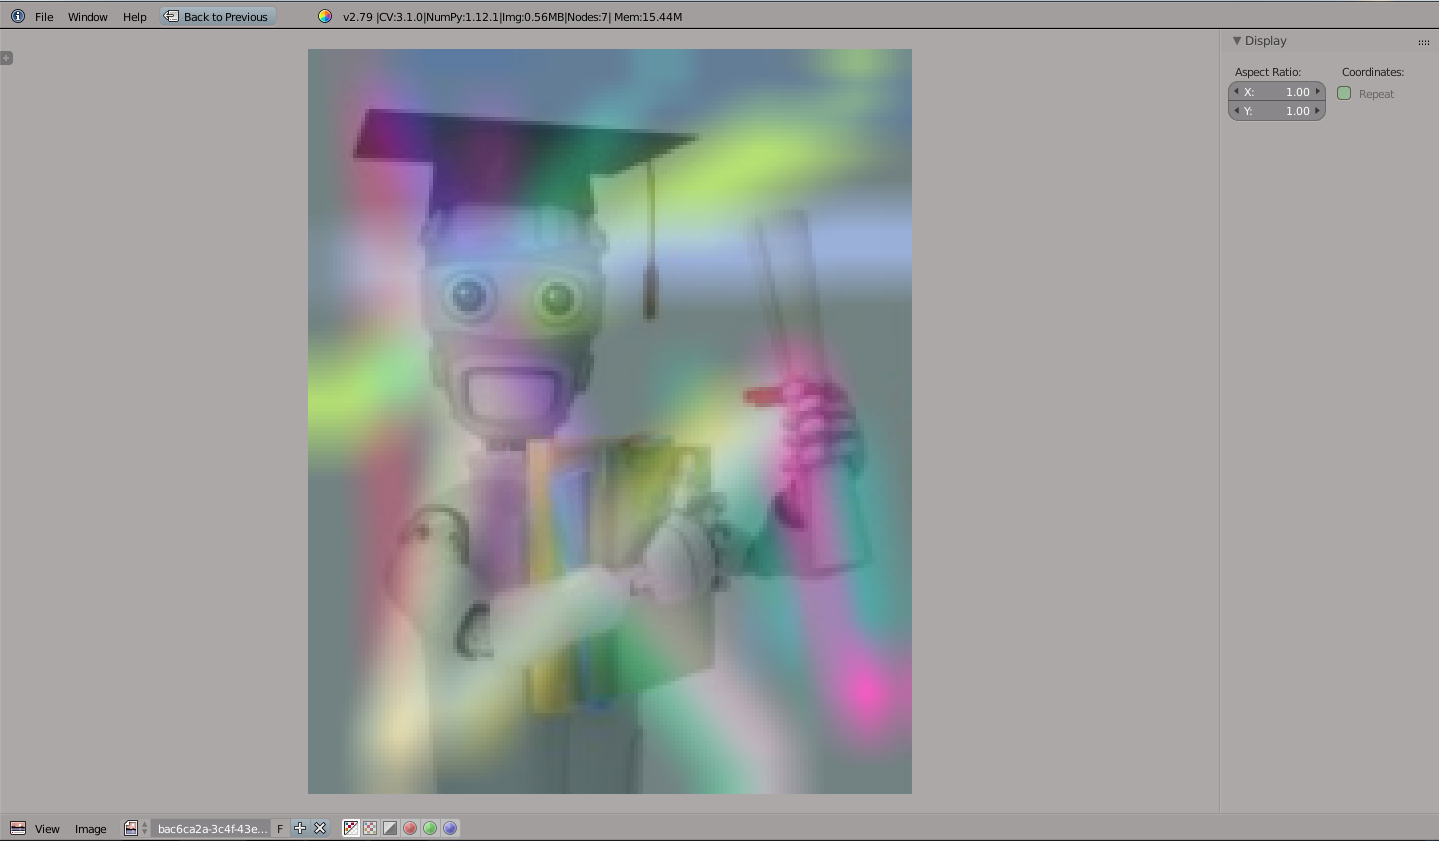 File Window Help Back to Previous v2.79 |CV:3.1.0|NumPy:1.12.1|Img:0.56MB|Nodes:7| Mem:15.44M
Display
Aspect Ratio: Coordinates:
X: 1.00 Repeat
Y: 1.00
View Image bac6ca2a-3c4f-43e... F